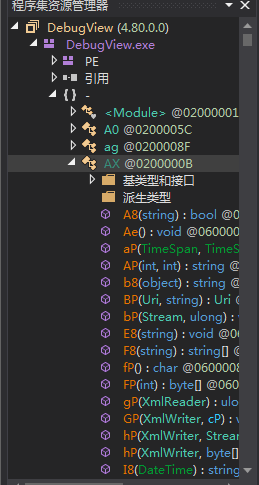 程序集资源管理器
DebugView (4.80.0.0)
DebugView.exe
PE
引用
{ } -
<Module> @02000001
A0 @0200005C
ag @0200008F
AX @0200000B
基类型和接口
派生类型
A8(string) : bool @0
Ae() : void @060000
aP(TimeSpan, TimeS
AP(int, int) : string @
b8(object) : string @
BP(Uri, string) : Uri @
bP(Stream, ulong) : 
E8(string) : void @0
F8(string) : string[] @
fP() : char @0600008
FP(int) : byte[] @060
gP(XmlReader) : ulo
GP(XmlWriter, cP) : v
hP(XmlWriter, Stream
hP(XmlWriter, byte[]
I8(DateTime) : string